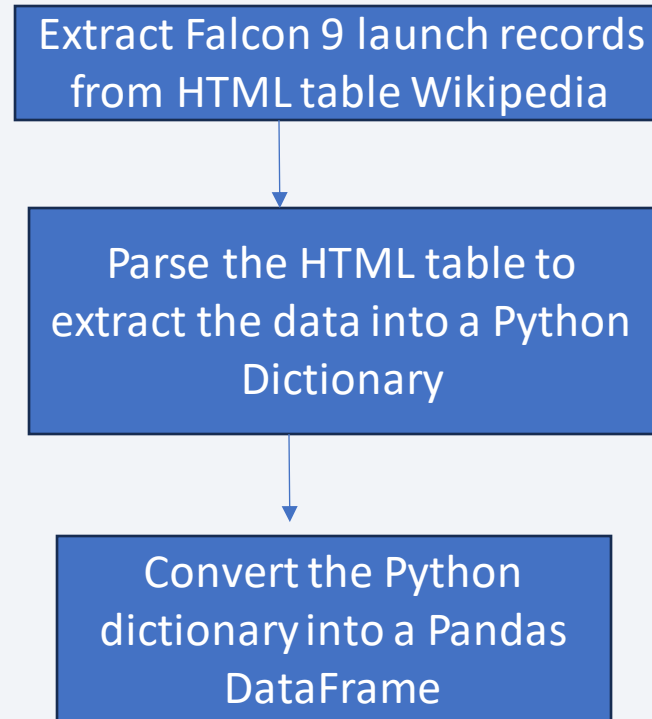 Extract Falcon 9 launch records
from HTML table Wikipedia
Parse the HTML table to
extract the data into a Python
Dictionary
Convert the Python
dictionary into a Pandas
DataFrame